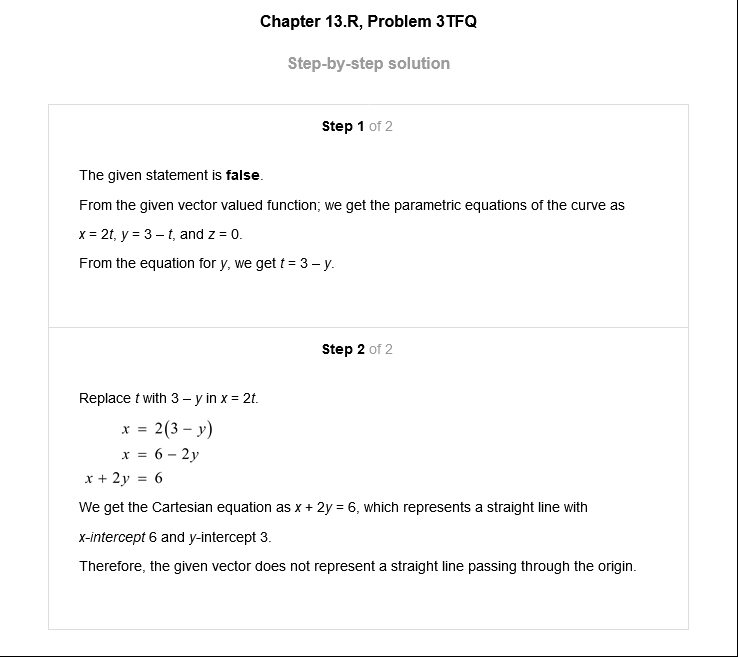 Chapter 13.R, Problem 3TFQ
Step-by-step solution
Step 1 of 2
The given statement is false.
From the given vector valued function; we get the parametric equations of the curve as
x = 2t, y = 3 – t, and z = 0.
From the equation for y, we get t = 3 – y.
Step 2 of 2
Replace t with 3 – y in x = 2t.
x = 2(3 − y)
x = 6 − 2y
x + 2y = 6
We get the Cartesian equation as x + 2y = 6, which represents a straight line with
x-intercept 6 and y-intercept 3.
Therefore, the given vector does not represent a straight line passing through the origin.